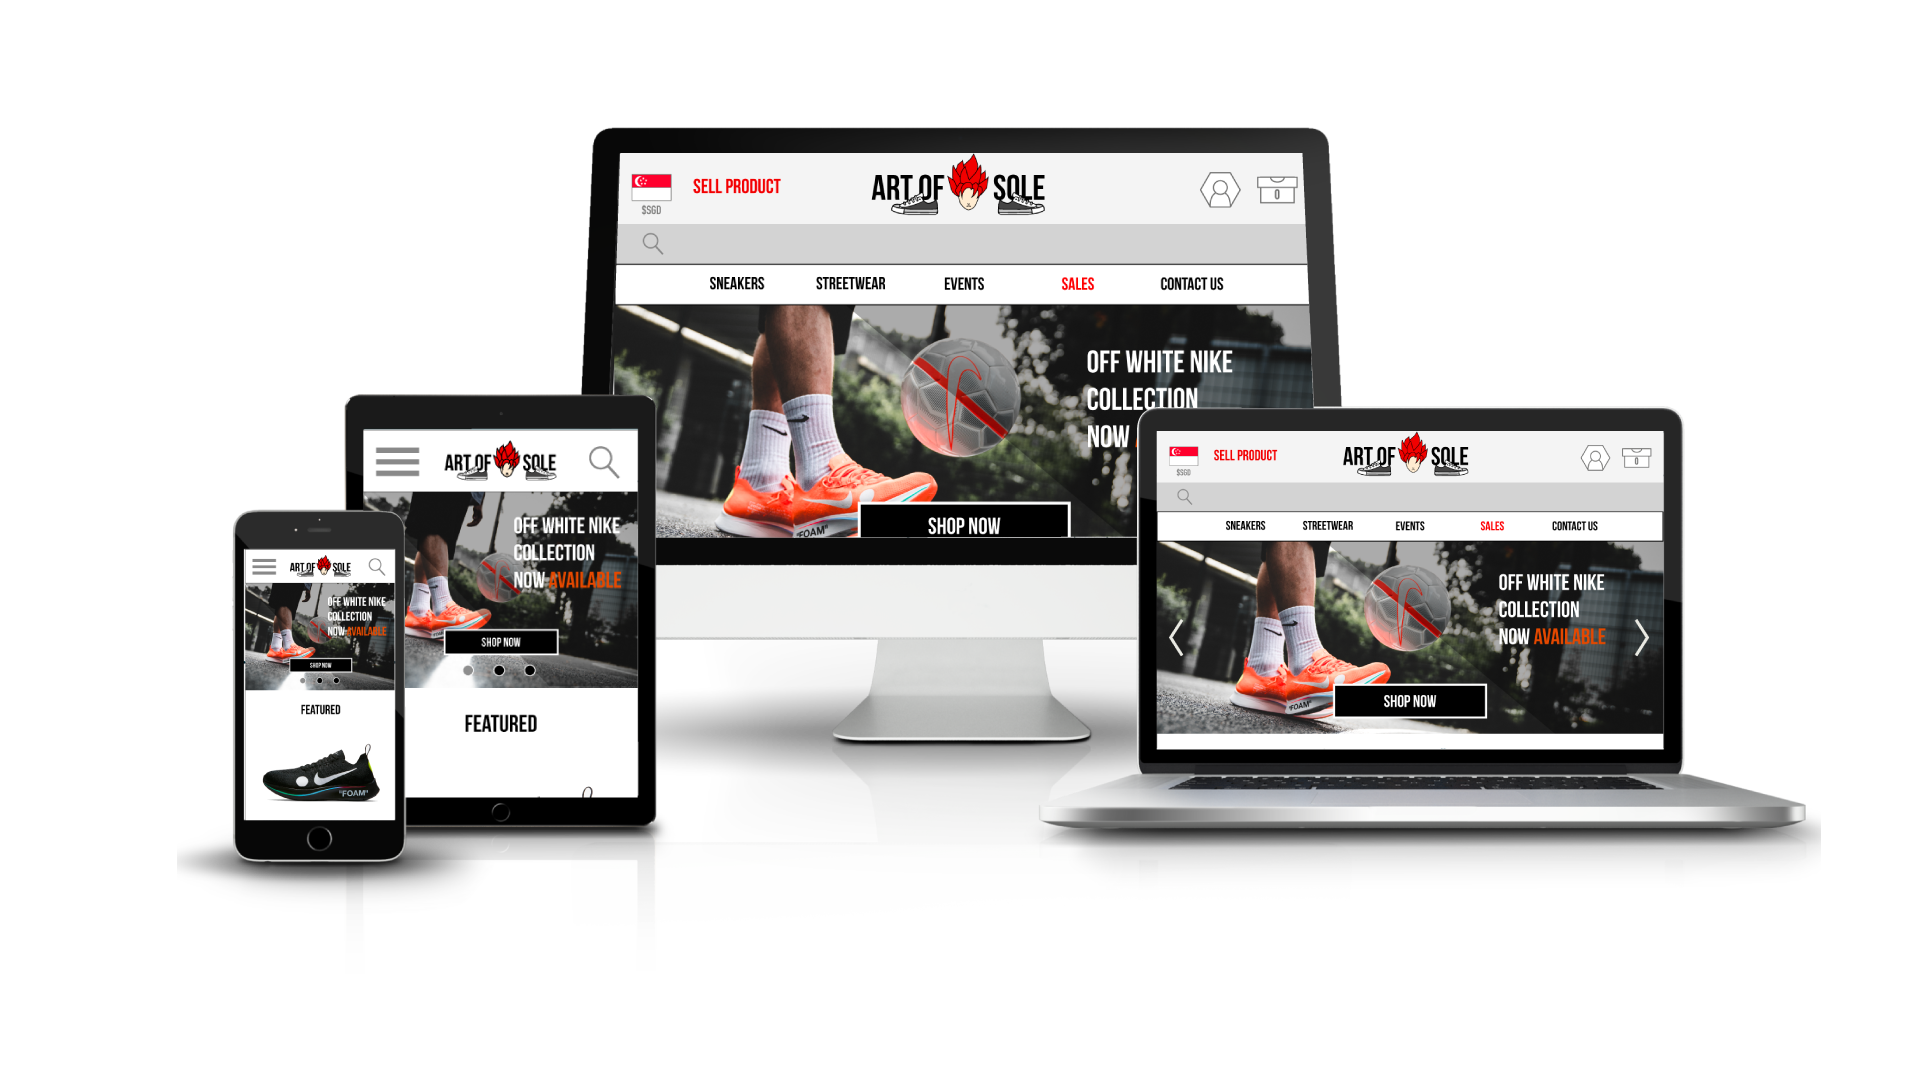 $SGD
SELL PRODUCT
ART OF SOLE
0
SNEAKERS STREETWEAR EVENTS SALES CONTACT US
OFF WHITE NIKE
COLLECTION
NOW
"FOAM"
SHOP NOW
ART OF SOLE
OFF WHITE NIKE
COLLECTION
NOW AVAILABLE
SHOP NOW
FEATURED
ART OF SOLE
OFF WHITE NIKE
COLLECTION
NOW AVAILABLE
SHOP NOW
FEATURED
"FOAM"
$SGD
SELL PRODUCT
ART OF SOLE
0
SNEAKERS STREETWEAR EVENTS SALES CONTACT US
OFF WHITE NIKE
COLLECTION
NOW AVAILABLE
"FOAM"
SHOP NOW